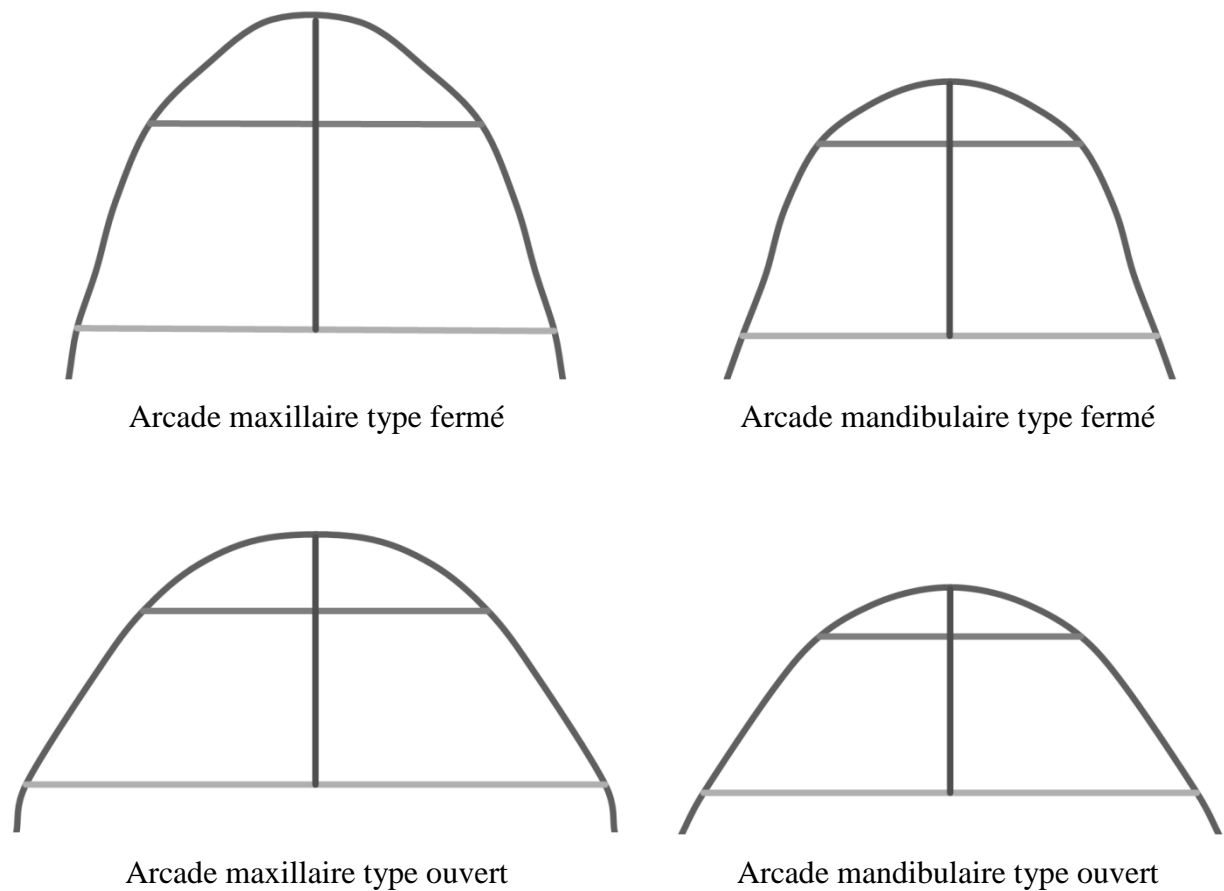 Arcade maxillaire type fermé
Arcade mandibulaire type fermé
Arcade maxillaire type ouvert
Arcade mandibulaire type ouvert